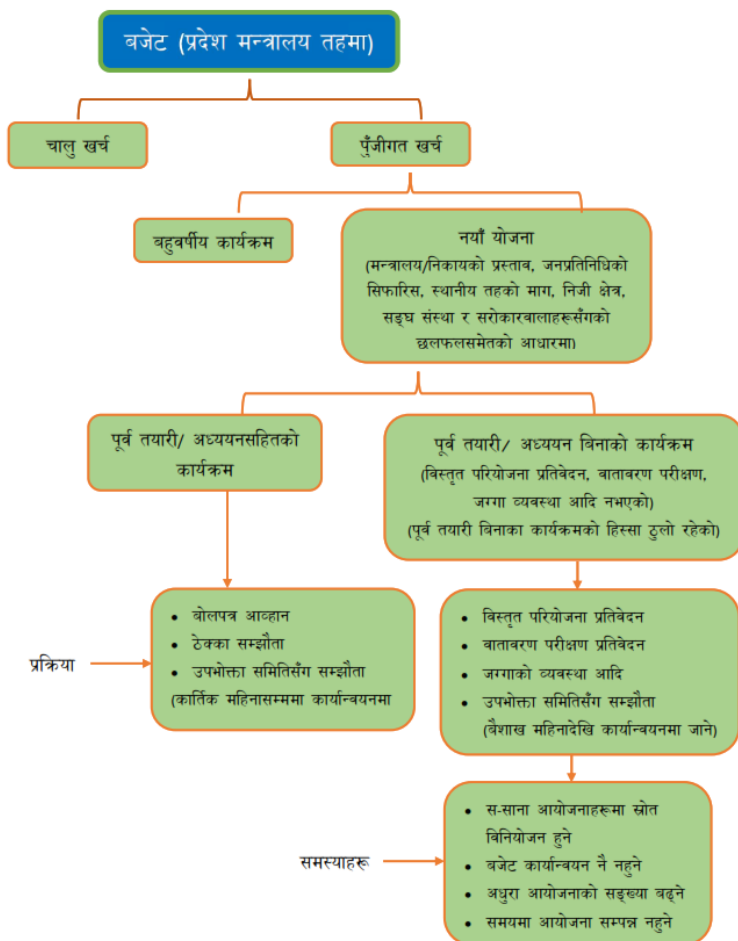 बजेट (प्रदेश मन्त्रालय तहमा)
चालु खर्च
पुँजीगत खर्च
बहुवर्षीय कार्यक्रम
नयाँ योजना
(मन्त्रालय/निकायको प्रस्ताव, जनप्रतिनिधिको
सिफारिस, स्थानीय तहको माग, निजी क्षेत्र,
सङ्घ संस्था र सरोकारवालाहरूसँगको
छलफलसमेतको आधारमा)
पूर्व तयारी/ अध्ययनसहितको
कार्यक्रम
पूर्व तयारी/ अध्ययन बिनाको कार्यक्रम
(विस्तृत परियोजना प्रतिवेदन, वातावरण परीक्षण,
जग्गा व्यवस्था आदि नभएको)
(पूर्व तयारी बिनाका कार्यक्रमको हिस्सा ठुलो रहेको)
प्रक्रिया
• बोलपत्र आव्हान
• ठेक्का सम्झौता
• उपभोक्ता समितिसँग सम्झौता
(कार्तिक महिनासम्ममा कार्यान्वयनमा
• विस्तृत परियोजना प्रतिवेदन
• वातावरण परीक्षण प्रतिवेदन
• जग्गाको व्यवस्था आदि
• उपभोक्ता समितिसँग सम्झौता
(बैशाख महिनादेखि कार्यान्वयनमा जाने)
समस्याहरू
• स-साना आयोजनाहरूमा स्रोत
विनियोजन हुने
• बजेट कार्यान्वयन नै नहुने
• अधुरा आयोजनाको सङ्ख्या बढ्ने
• समयमा आयोजना सम्पन्न नहुने